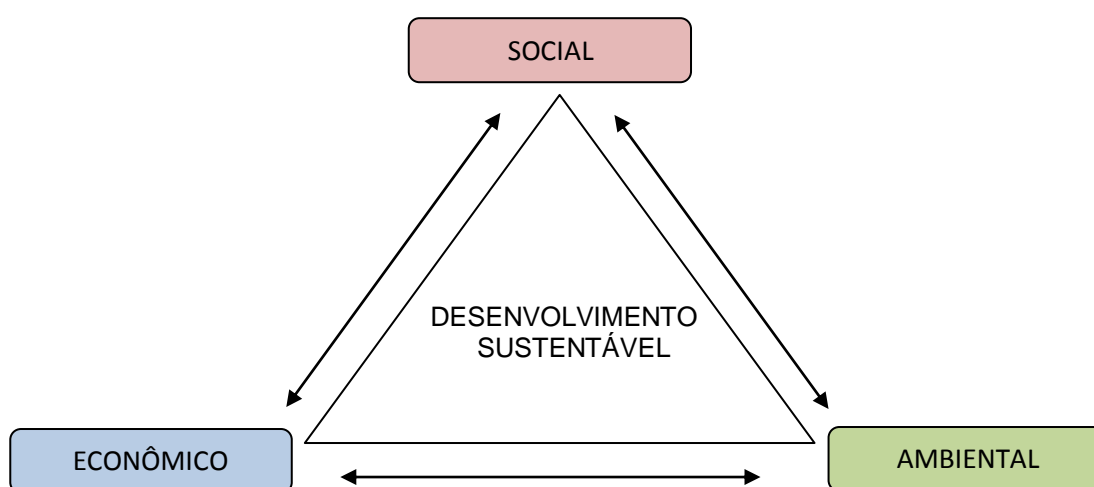 SOCIAL
DESENVOLVIMENTO
SUSTENTÁVEL
ECONÔMICO
AMBIENTAL